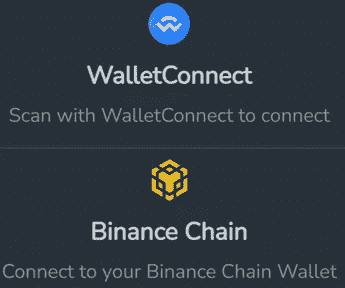 WalletConnect
Scan with WalletConnect to connect
Binance Chain
Connect to your Binance Chain Wallet